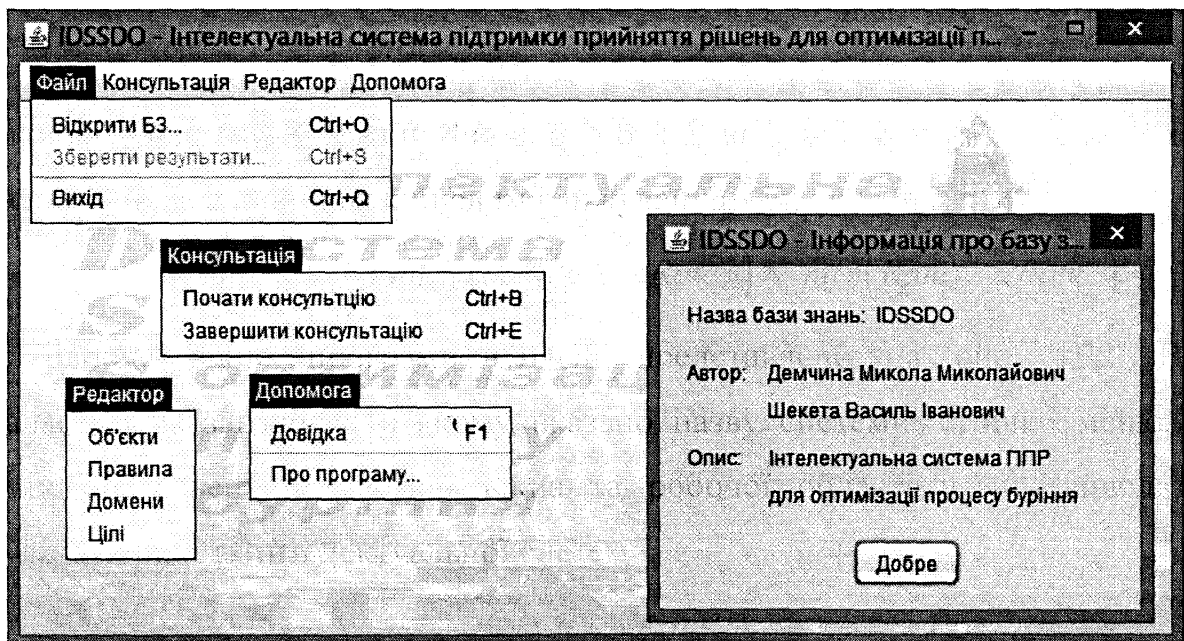 IDSSDO - Інтелектуальна система підтримки прийняття рішень для оптимізації п...
Файл Консультація Редактор Допомога
Відкрити БЗ... Ctrl+O
Зберегти результати... Ctrl+S
Вихід Ctrl+Q
Консультація
Почати консультцію Ctrl+B
Завершити консультацію Ctrl+E
Редактор
Об'єкти
Правила
Домени
Цілі
Допомога
Довідка F1
Про програму...
IDSSDO - Інформація про базу з...
Назва бази знань: IDSSDO
Автор: Демчина Микола Миколайович
Шекета Василь Іванович
Опис: Інтелектуальна система ППР
для оптимізації процесу буріння
Добре
буріння